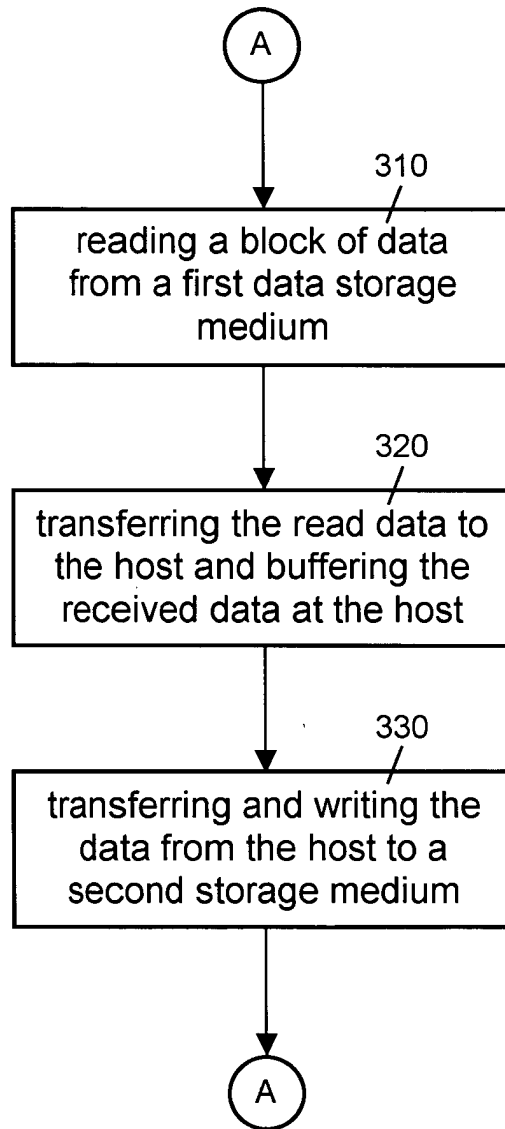 A
310
reading a block of data
from a first data storage
medium
320
transferring the read data to
the host and buffering the
received data at the host
330
transferring and writing the
data from the host to a
second storage medium
A